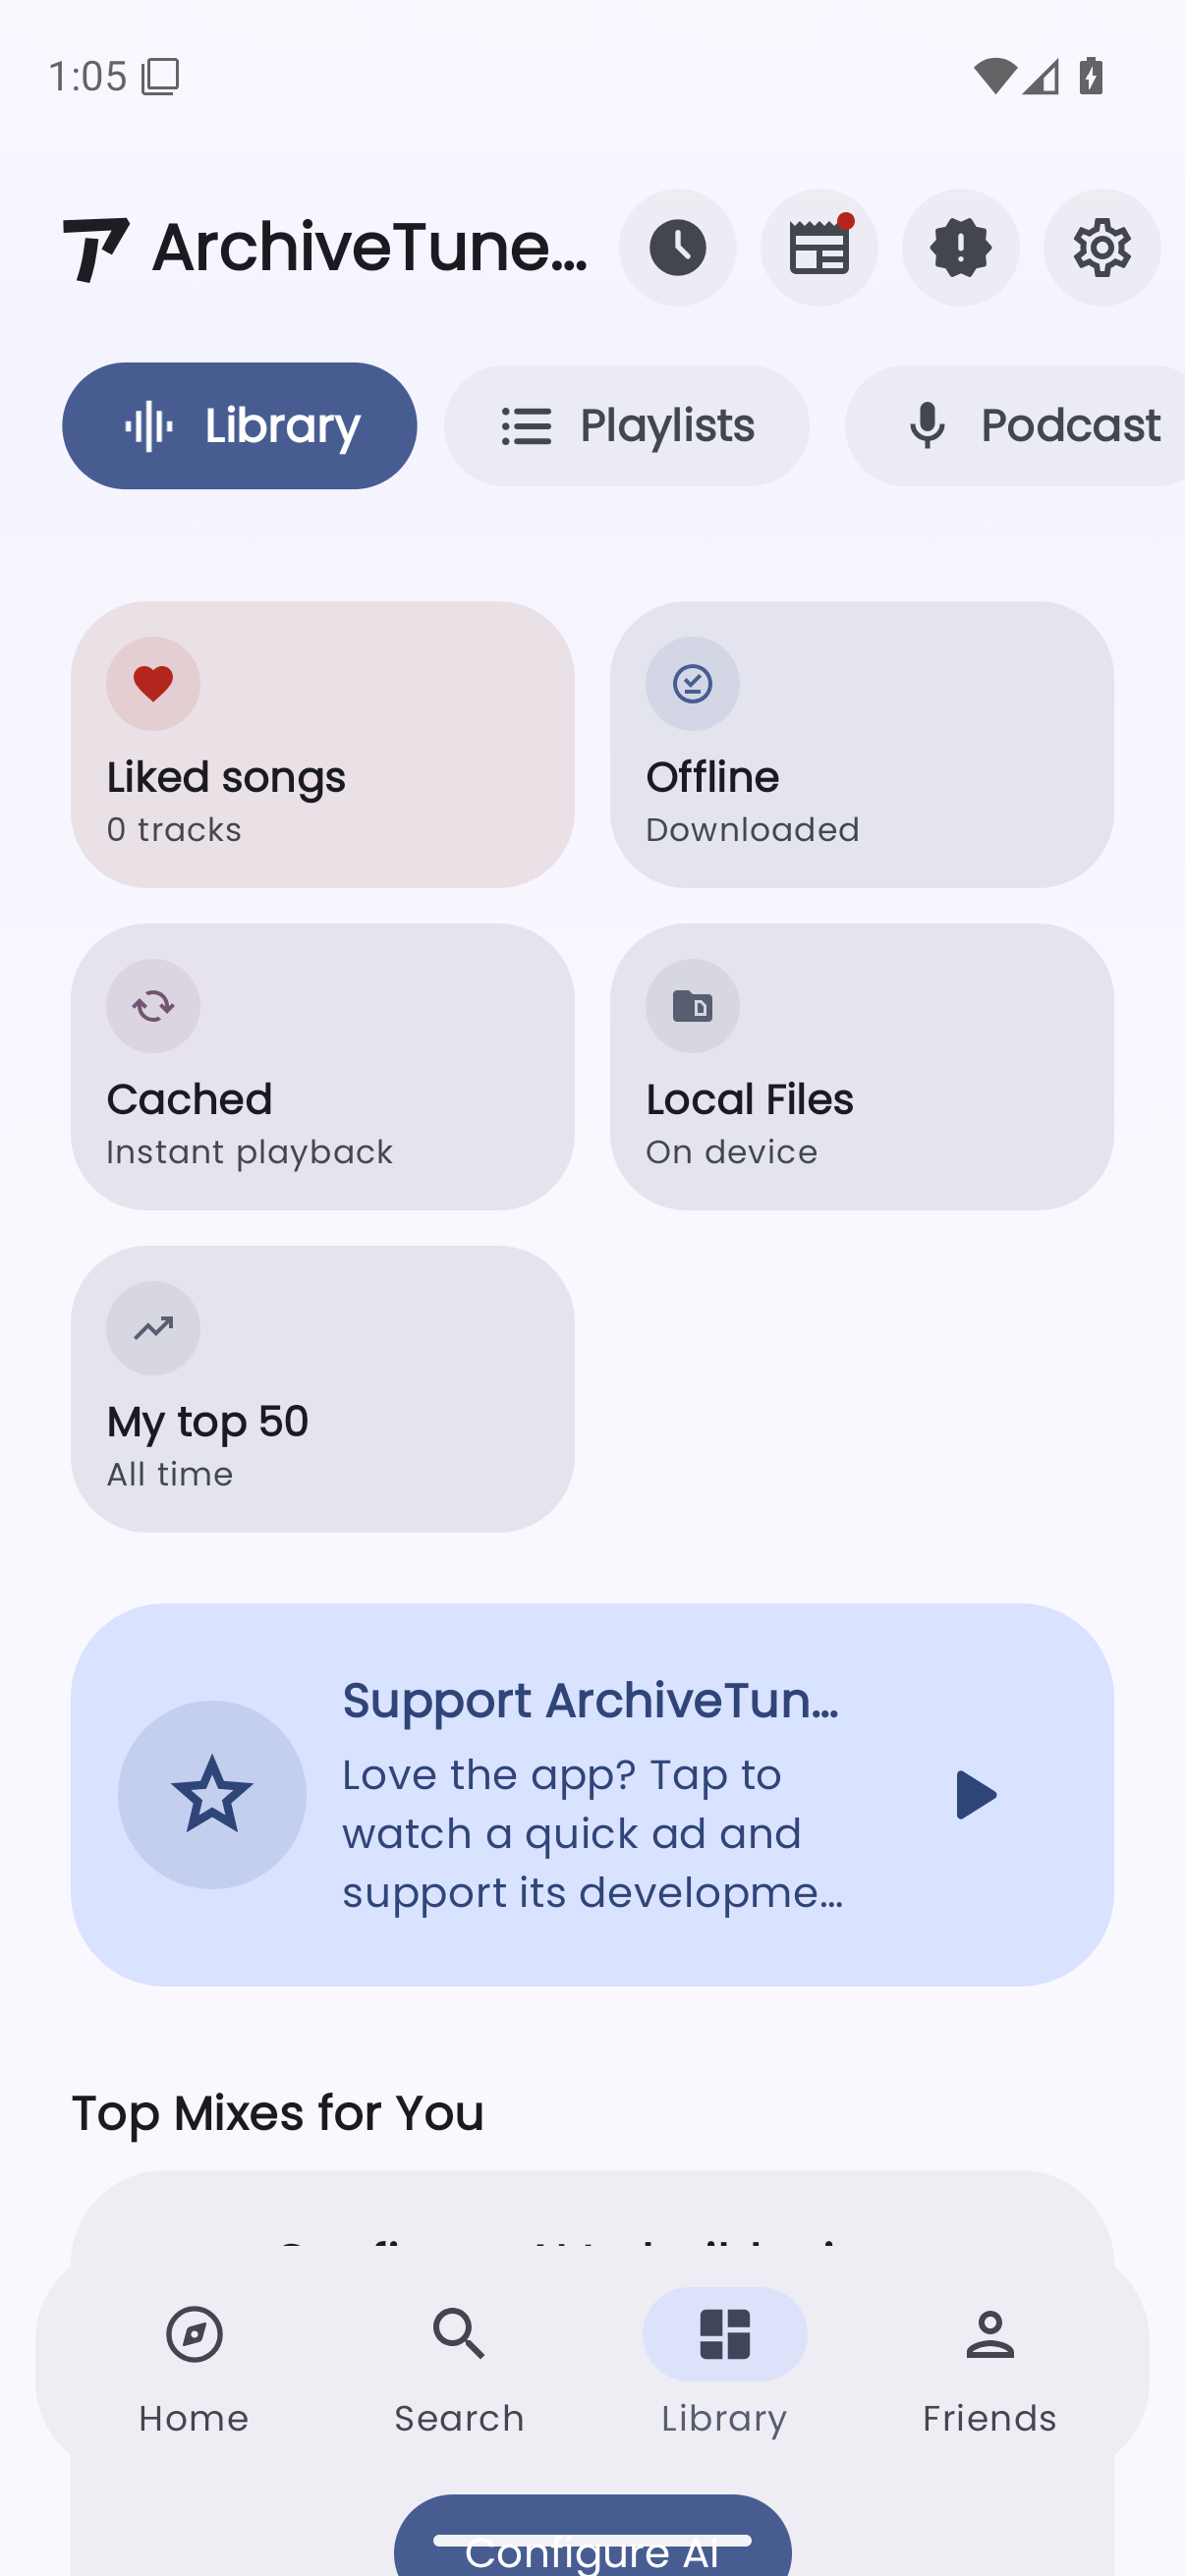 1:05
ArchiveTune...
Library
Playlists
Podcast
Liked songs
0 tracks
Offline
Downloaded
Cached
Instant playback
Local Files
On device
My top 50
All time
Support ArchiveTun...
Love the app? Tap to
watch a quick ad and
support its developme...
Top Mixes for You
Home
Search
Library
Friends
Configure AI